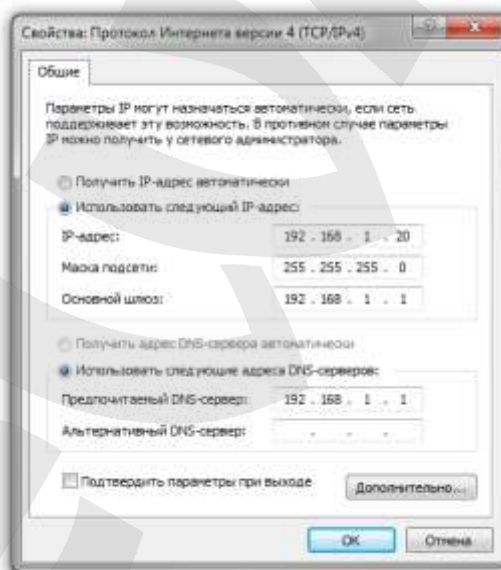 Свойства: Протокол Интернета версии 4 (TCP/IPv4)
Общие
Параметры IP могут назначаться автоматически, если сеть
поддерживает эту возможность. В противном случае параметры
IP можно получить у сетевого администратора.
Получить IP-адрес автоматически
Использовать следующий IP-адрес:
IP-адрес: 192 . 168 . 1 . 20
Маска подсети: 255 . 255 . 255 . 0
Основной шлюз: 192 . 168 . 1 . 1
Получить адрес DNS-сервера автоматически
Использовать следующие адреса DNS-серверов:
Предпочитаемый DNS-сервер: 192 . 168 . 1 . 1
Альтернативный DNS-сервер: . . .
Подтвердить параметры при выходе
Дополнительно...
ОК Отмена